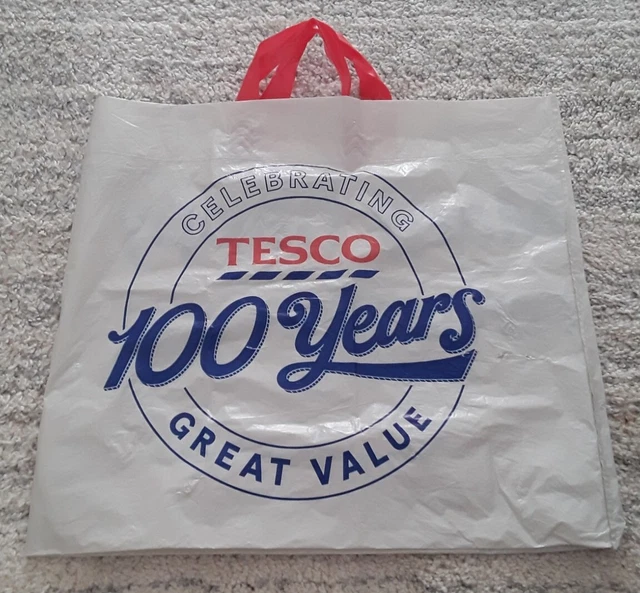 CELEBRATING
TESCO
100 Years
GREAT VALUE